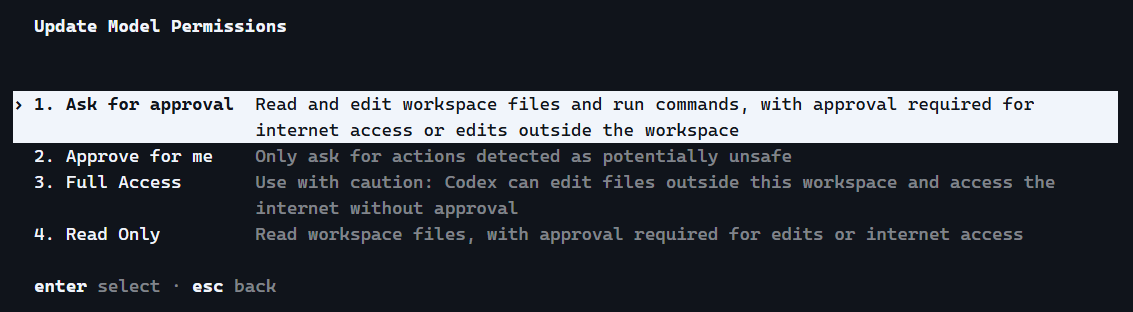 Update Model Permissions
› 1. Ask for approval  Read and edit workspace files and run commands, with approval required for
internet access or edits outside the workspace
2. Approve for me  Only ask for actions detected as potentially unsafe
3. Full Access  Use with caution: Codex can edit files outside this workspace and access the
internet without approval
4. Read Only  Read workspace files, with approval required for edits or internet access
enter select · esc back